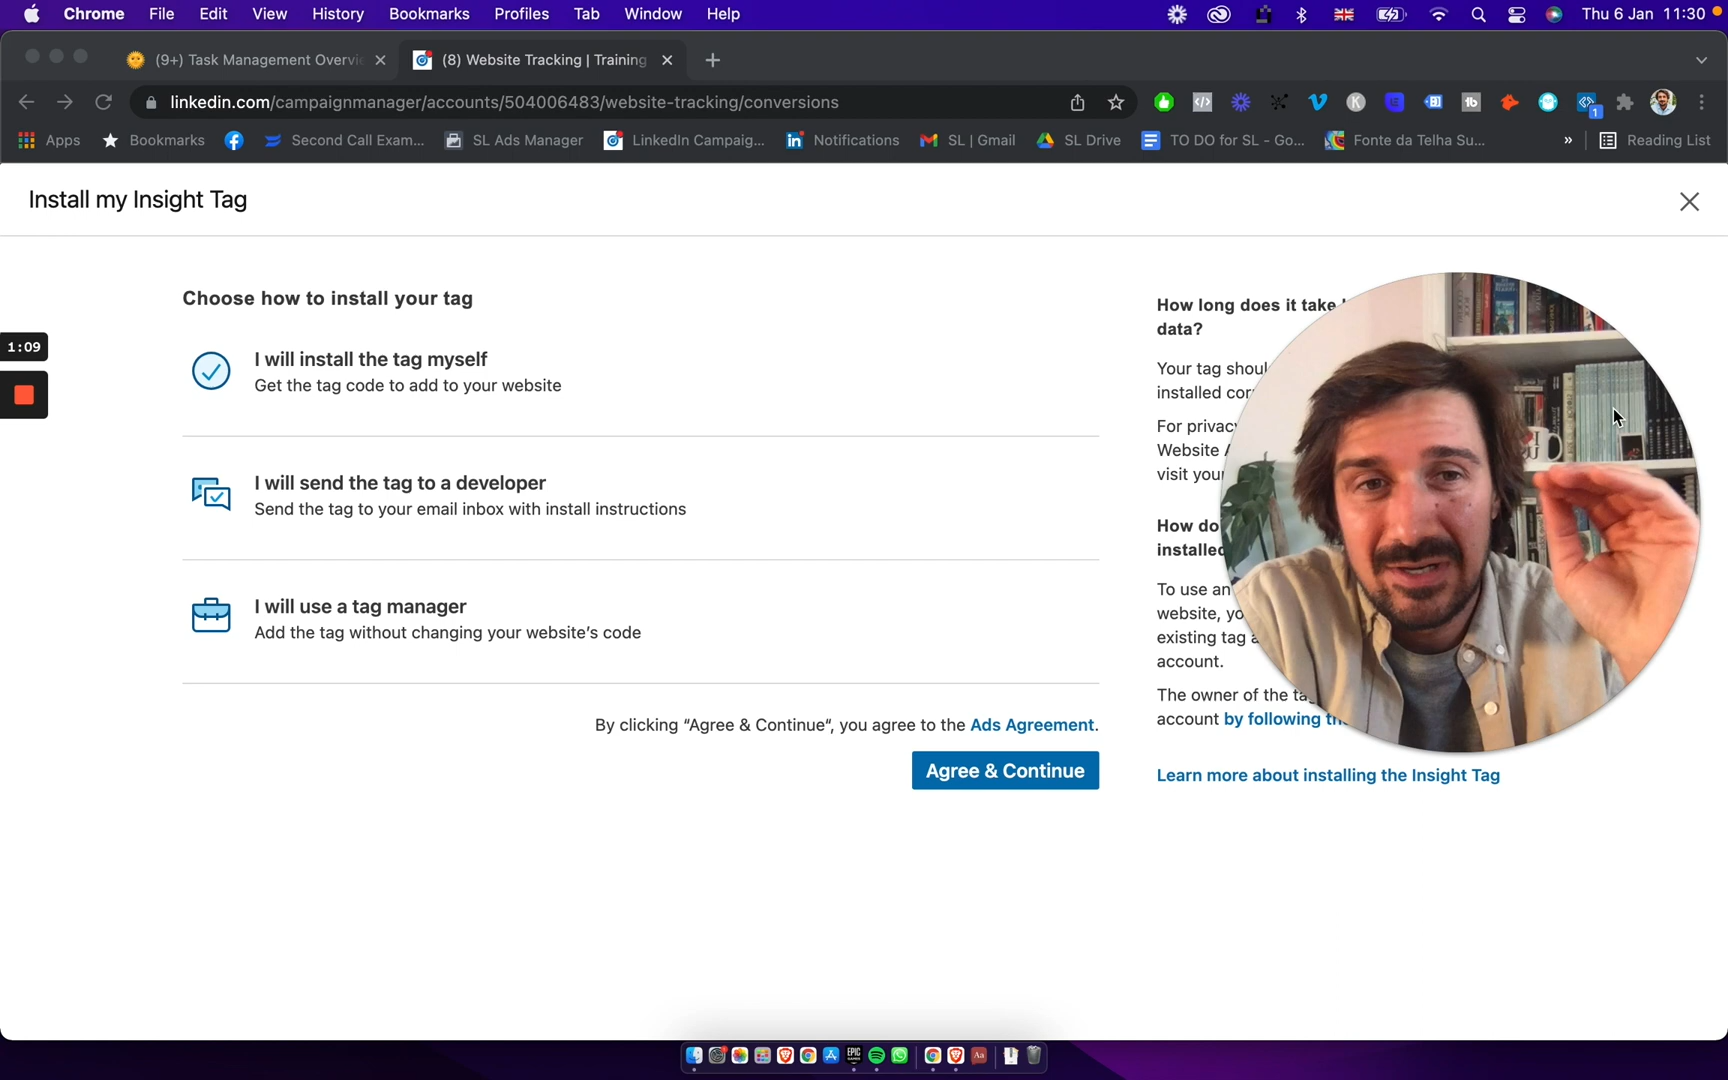 Chrome File Edit View History Bookmarks Profiles Tab Window Help Thu 6 Jan 11:30
(9+) Task Management Overvi (8) Website Tracking | Training
linkedin.com/campaignmanager/accounts/504006483/website-tracking/conversions
Apps Bookmarks Second Call Exam... SL Ads Manager LinkedIn Campaig... Notifications SL | Gmail SL Drive TO DO for SL - Go... Fonte da Telha Su... » Reading List
Install my Insight Tag
Choose how to install your tag
1:09
I will install the tag myself
Get the tag code to add to your website
I will send the tag to a developer
Send the tag to your email inbox with install instructions
I will use a tag manager
Add the tag without changing your website's code
By clicking "Agree & Continue", you agree to the Ads Agreement.
Agree & Continue
How long does it take
data?
Your tag shoul
installed cor
For privac
Website
visit your
How do
installed
To use an
website, yo
existing tag a
account.
The owner of the ta
account by following th
Learn more about installing the Insight Tag